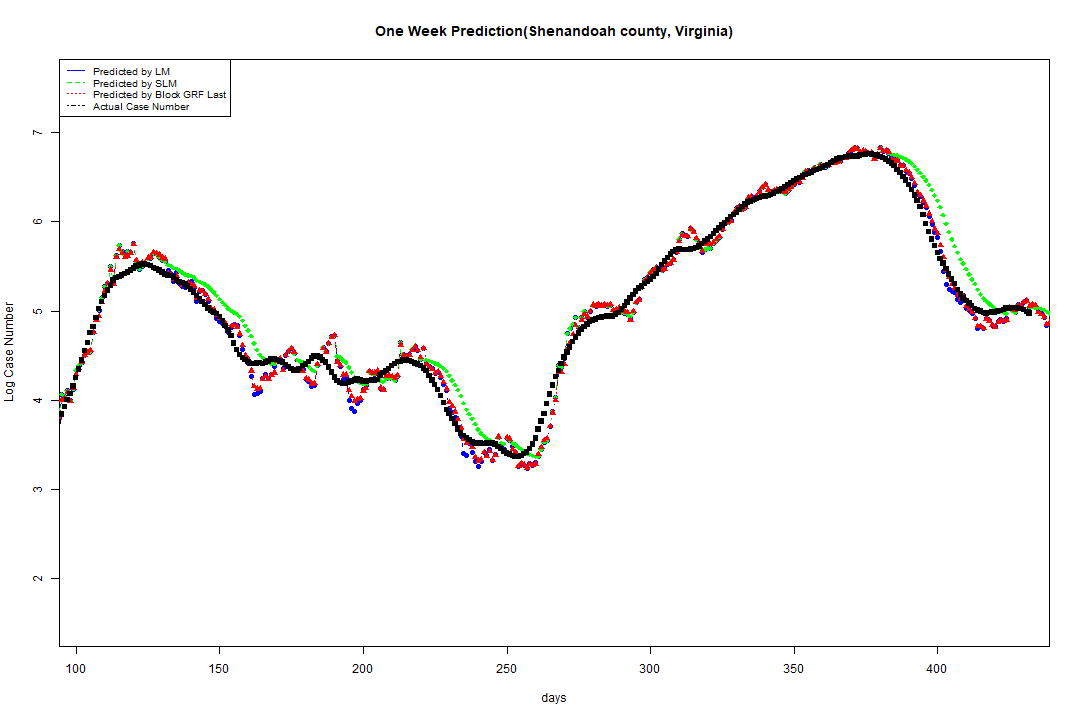 One Week Prediction(Shenandoah county, Virginia)
Predicted by LM
Predicted by SLM
Predicted by Block GRF Last
Actual Case Number
Log Case Number
7
6
5
4
3
2
100 150 200 250 300 350 400
days